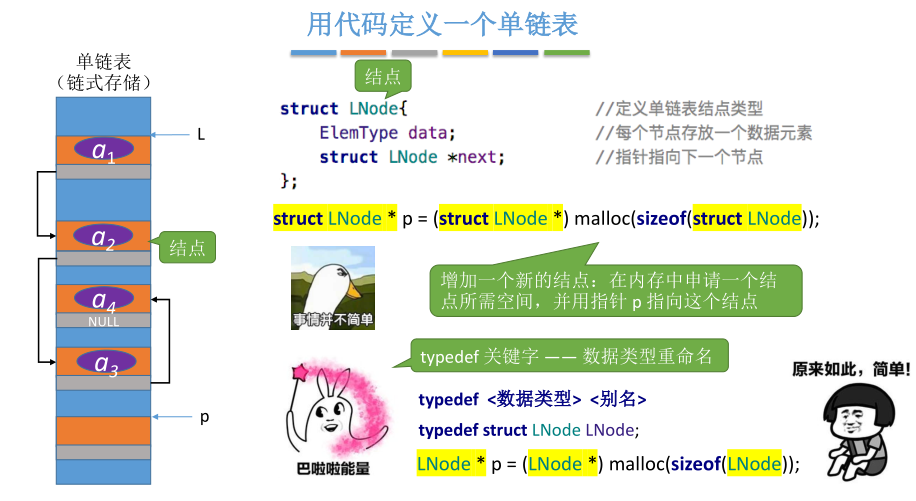 用代码定义一个单链表
单链表
（链式存储）
L
a1
a2
结点
a4
NULL
a3
p
结点
struct LNode{ //定义单链表结点类型
ElemType data; //每个节点存放一个数据元素
struct LNode *next; //指针指向下一个节点
};
struct LNode * p = (struct LNode *) malloc(sizeof(struct LNode));
增加一个新的结点：在内存中申请一个结
点所需空间，并用指针 p 指向这个结点
事情并不简单
typedef 关键字 —— 数据类型重命名
typedef <数据类型> <别名>
typedef struct LNode LNode;
LNode * p = (LNode *) malloc(sizeof(LNode));
巴啦啦能量
原来如此，简单!